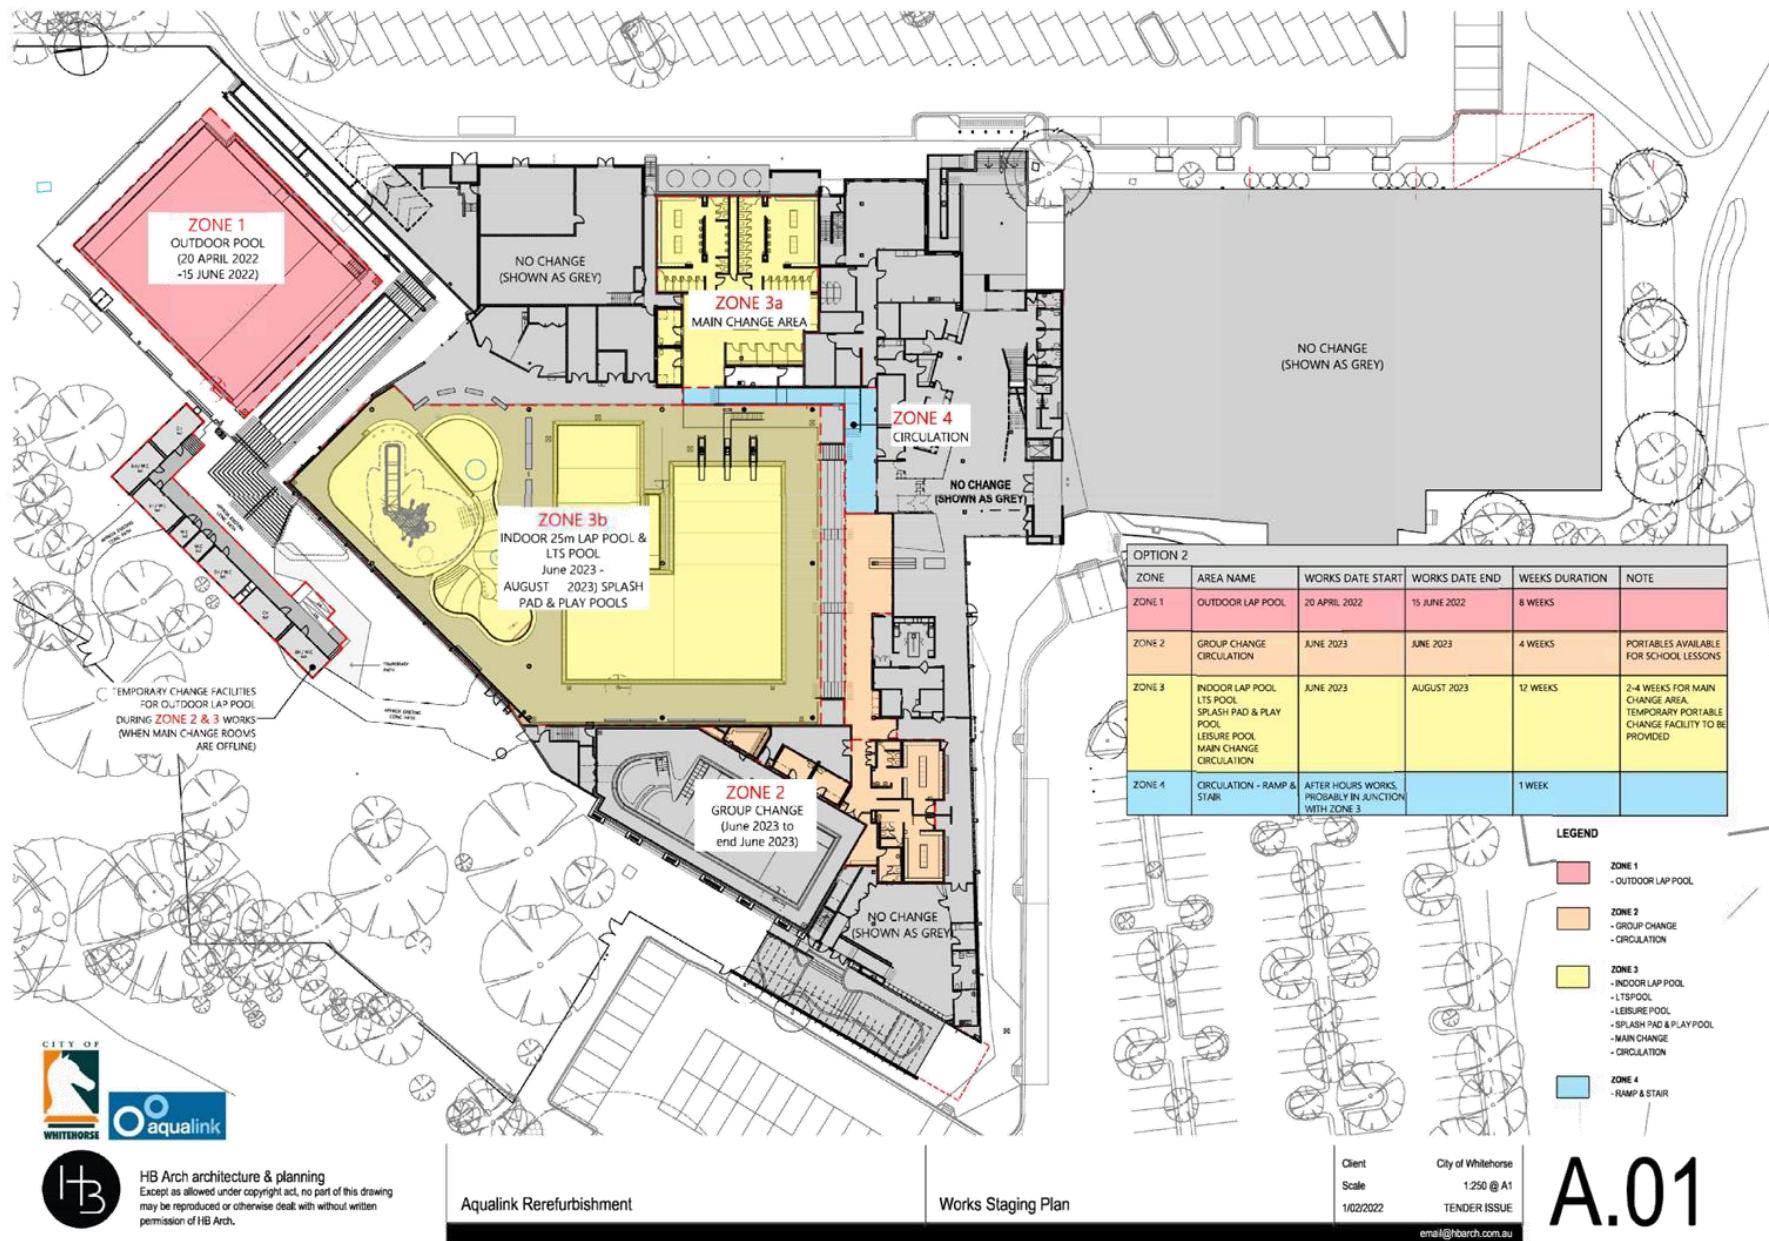 ZONE 1
OUTDOOR POOL
(20 APRIL 2022
-15 JUNE 2022)
NO CHANGE
(SHOWN AS GREY)
ZONE 3a
MAIN CHANGE AREA
NO CHANGE
(SHOWN AS GREY)
ZONE 4
CIRCULATION
NO CHANGE
(SHOWN AS GREY)
ZONE 3b
INDOOR 25m LAP POOL &
LTS POOL
June 2023 -
AUGUST 2023) SPLASH
PAD & PLAY POOLS
TEMPORARY
PATH
TEMPORARY CHANGE FACILITIES
FOR OUTDOOR LAP POOL
DURING ZONE 2 & 3 WORKS
(WHEN MAIN CHANGE ROOMS
ARE OFFLINE)
ZONE 2
GROUP CHANGE
(June 2023 to
end June 2023)
NO CHANGE
(SHOWN AS GREY)
OPTION 2
ZONE AREA NAME WORKS DATE START WORKS DATE END WEEKS DURATION NOTE
ZONE 1 OUTDOOR LAP POOL 20 APRIL 2022 15 JUNE 2022 8 WEEKS
ZONE 2 GROUP CHANGE JUNE 2023 JUNE 2023 4 WEEKS PORTABLES AVAILABLE
CIRCULATION FOR SCHOOL LESSONS
ZONE 3 INDOOR LAP POOL JUNE 2023 AUGUST 2023 12 WEEKS 2-4 WEEKS FOR MAIN
LTS POOL CHANGE AREA.
SPLASH PAD & PLAY TEMPORARY PORTABLE
POOL CHANGE FACILITY TO BE
LEISURE POOL PROVIDED
MAIN CHANGE
CIRCULATION
ZONE 4 CIRCULATION - RAMP & AFTER HOURS WORKS, 1 WEEK
STAIR PROBABLY IN JUNCTION
WITH ZONE 3
LEGEND
ZONE 1
- OUTDOOR LAP POOL
ZONE 2
- GROUP CHANGE
- CIRCULATION
ZONE 3
- INDOOR LAP POOL
- LTSPOOL
- LEISURE POOL
- SPLASH PAD & PLAY POOL
- MAIN CHANGE
- CIRCULATION
ZONE 4
- RAMP & STAIR
CITY OF
WHITEHORSE
aqualink
HB
HB Arch architecture & planning
Except as allowed under copyright act, no part of this drawing
may be reproduced or otherwise dealt with without written
permission of HB Arch.
Aqualink Rerefurbishment
Works Staging Plan
Client City of Whitehorse
Scale 1:250 @ A1
1/02/2022 TENDER ISSUE
email@hbarch.com.au
A.01